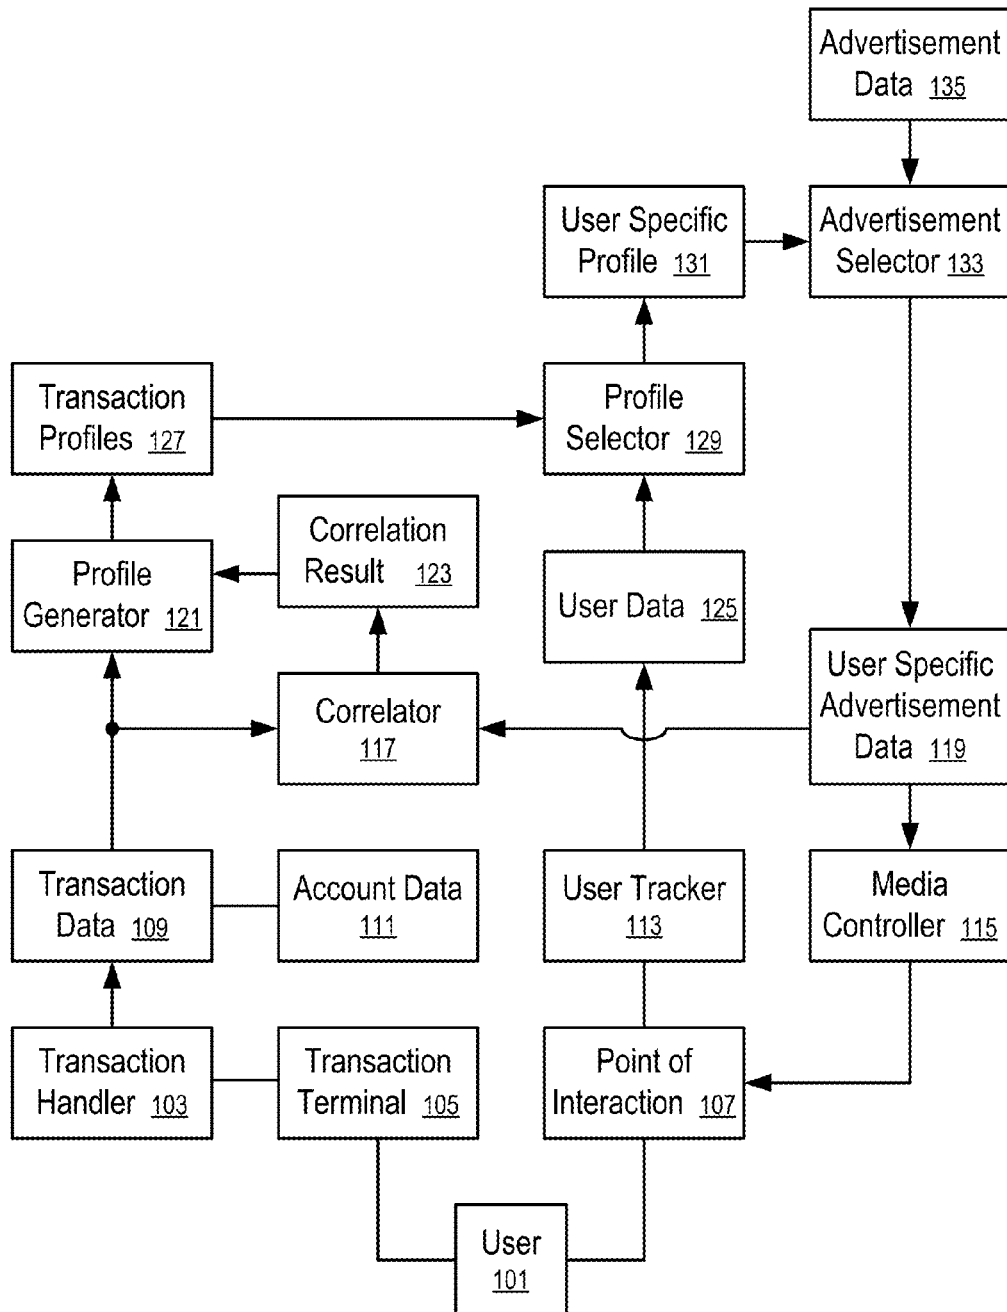 Advertisement
Data 135
User Specific
Profile 131
Advertisement
Selector 133
Transaction
Profiles 127
Profile
Selector 129
Correlation
Result 123
Profile
Generator 121
User Data 125
User Specific
Advertisement
Data 119
Correlator
117
Transaction
Data 109
Account Data
111
User Tracker
113
Media
Controller 115
Transaction
Handler 103
Transaction
Terminal 105
Point of
Interaction 107
User
101